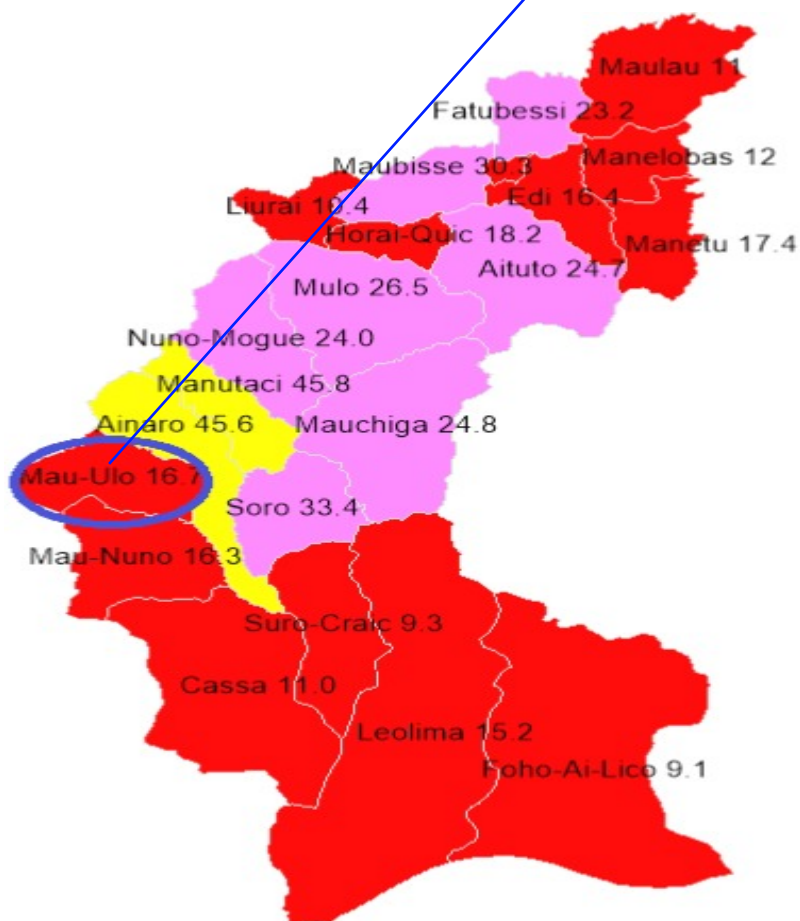 Maulau 11
Fatubessi 23.2
Manelobas 12
Maubisse 30.3
Edi 16.4
Liurai 10.4
Horai-Quic 18.2
Manetu 17.4
Aituto 24.7
Mulo 26.5
Nuno-Mogue 24.0
Manutaci 45.8
Ainaro 45.6
Mauchiga 24.8
Mau-Ulo 16.7
Soro 33.4
Mau-Nuno 16.3
Suro-Craic 9.3
Cassa 11.0
Leolima 15.2
Foho-Ai-Lico 9.1